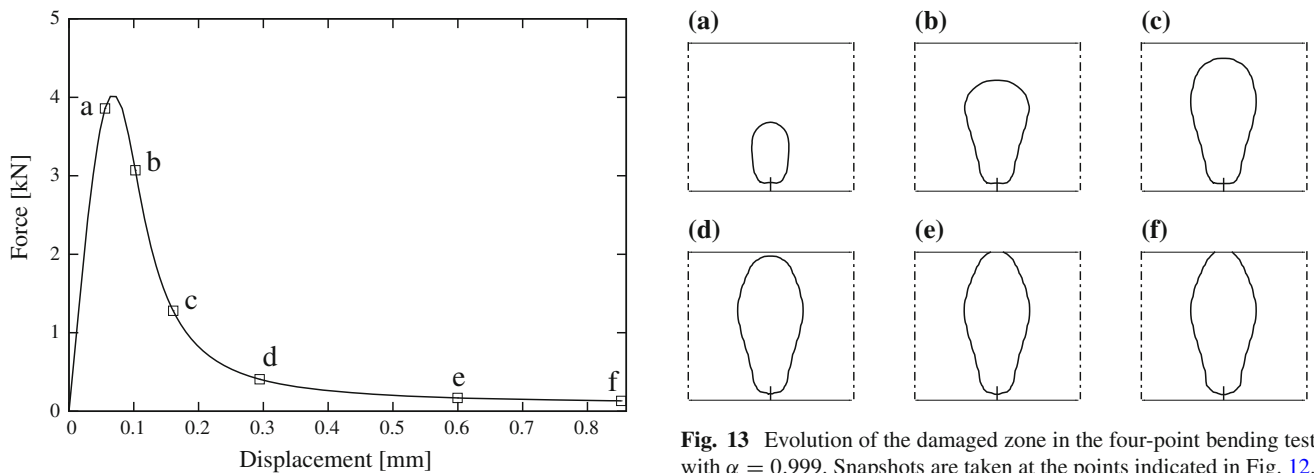 5
4
3
2
1
0
Force [kN]
a
b
c
d
e
f
0 0.1 0.2 0.3 0.4 0.5 0.6 0.7 0.8
Displacement [mm]
(a) (b) (c)
(d) (e) (f)
Fig. 13 Evolution of the damaged zone in the four-point bending test
with α = 0.999. Snapshots are taken at the points indicated in Fig. 12.